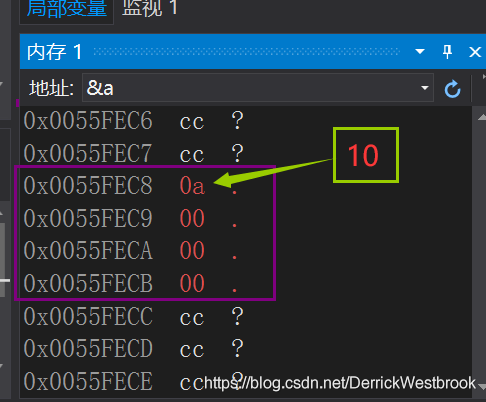 局部变量 监视 1
内存 1
地址: &a
0x0055FEC6 cc ?
0x0055FEC7 cc ?
0x0055FEC8 0a .
10
0x0055FEC9 00 .
0x0055FECA 00 .
0x0055FECB 00 .
0x0055FECC cc ?
0x0055FECD cc ?
0x0055FECE cc ?
https://blog.csdn.net/DerrickWestbrook